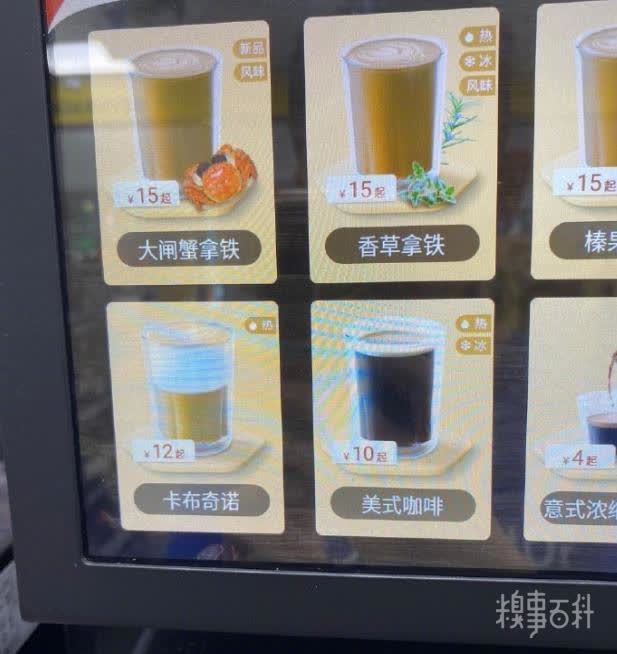 新品
风味
¥15起
大闸蟹拿铁
热
冰
风味
¥15起
香草拿铁
¥15起
榛果
热
¥12起
卡布奇诺
热
冰
¥10起
美式咖啡
¥4起
意式浓缩
糗事百科